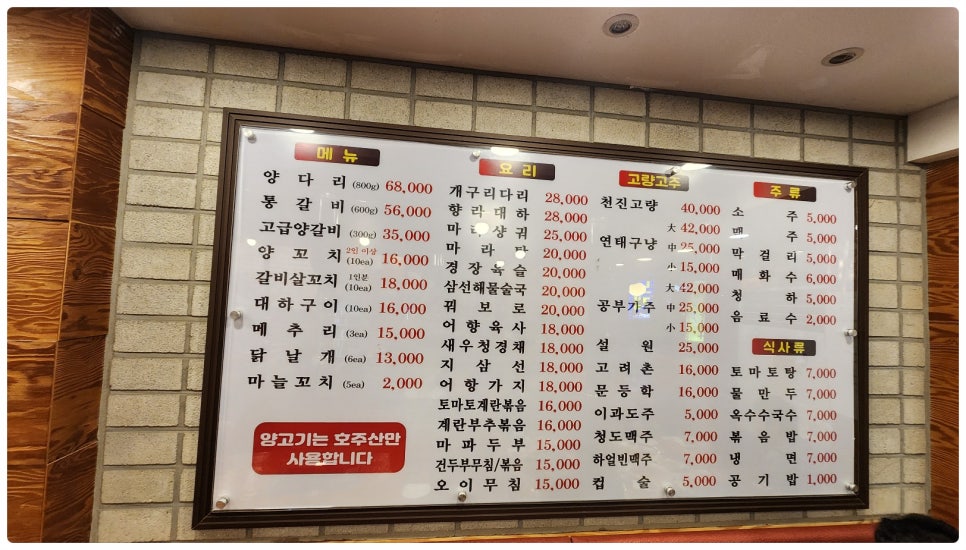 메 뉴
양 다 리 (800g) 68,000
통 갈 비 (600g) 56,000
고급양갈비 (300g) 35,000
양 꼬 치 2인 이상 (10ea) 16,000
갈비살꼬치 1인분 (10ea) 18,000
대하구이 (10ea) 16,000
메 추 리 (3ea) 15,000
닭 날 개 (6ea) 13,000
마늘꼬치 (5ea) 2,000
양고기는 호주산만
사용합니다
요 리
개구리다리 28,000
향라대하 28,000
마라샹궈 25,000
마 라 탕 20,000
경장육슬 20,000
삼선해물술국 20,000
꿔 보 로 20,000
어향육사 18,000
새우청경채 18,000
지 삼 선 18,000
어향가지 18,000
토마토계란볶음 16,000
계란부추볶음 16,000
마파두부 15,000
건두부무침/볶음 15,000
오이무침 15,000
고량고주
천진고량 40,000
연태구냥 大 42,000
中 25,000
小 15,000
공부가주 大 42,000
中 25,000
小 15,000
설 원 25,000
고 려 촌 16,000
문 등 학 16,000
이과도주 5,000
청도맥주 7,000
하얼빈맥주 7,000
컵 술 5,000
주 류
소 주 5,000
맥 주 5,000
막 걸 리 5,000
매 화 수 6,000
청 하 5,000
음 료 수 2,000
식사류
토마토탕 7,000
물 만 두 7,000
옥수수국수 7,000
볶 음 밥 7,000
냉 면 7,000
공 기 밥 1,000